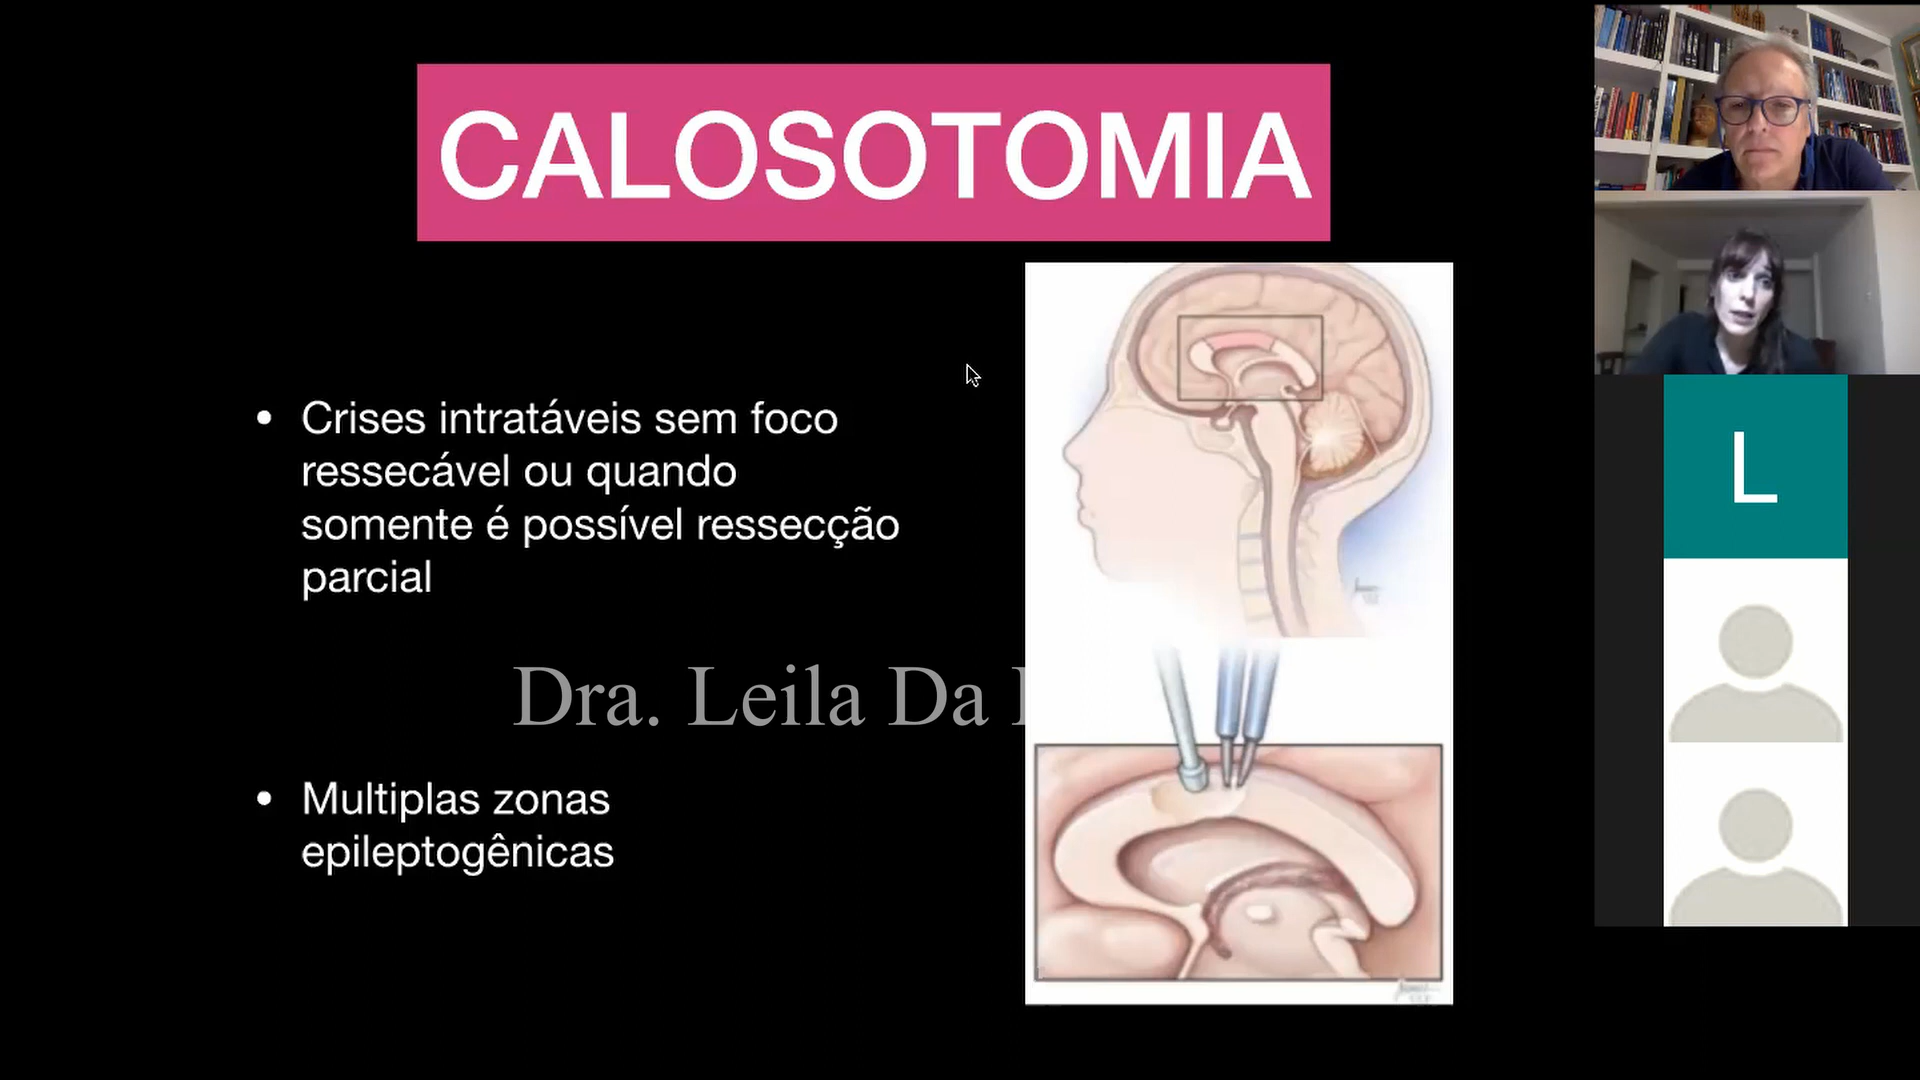 CALOSOTOMIA
Crises intratáveis sem foco
ressecável ou quando
somente é possível ressecção
parcial
Dra. Leila Da
Multiplas zonas
epileptogênicas
L